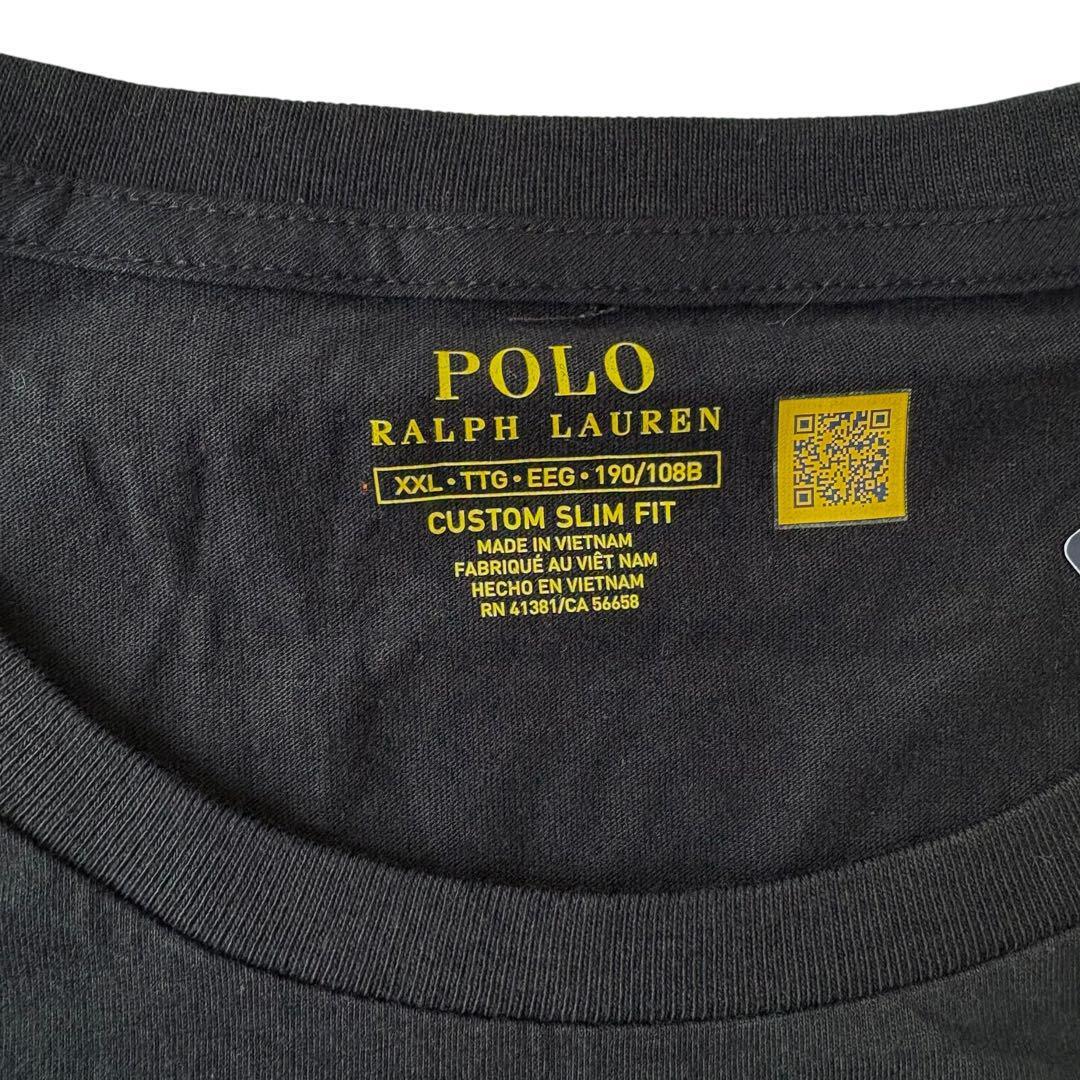 POLO
RALPH LAUREN
XXL • TTG • EEG • 190/108B
CUSTOM SLIM FIT
MADE IN VIETNAM
FABRIQUÉ AU VIÊT NAM
HECHO EN VIETNAM
RN 41381/CA 56658